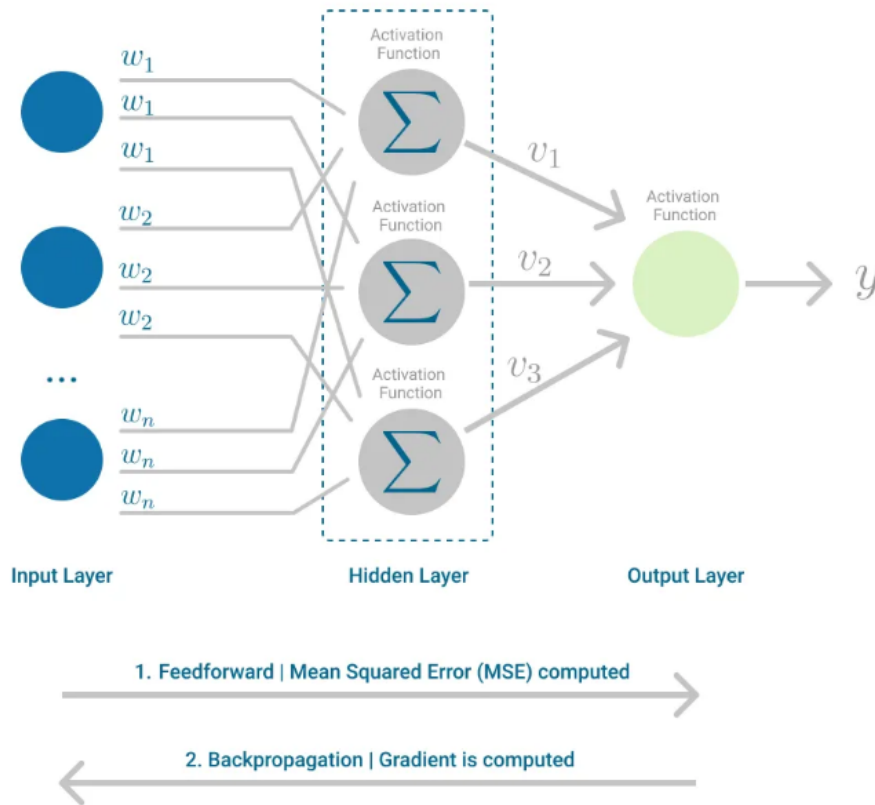 Activation
Function
w1
w1
w1
w2
w2
w2
...
wn
wn
wn
Σ
Activation
Function
Σ
Activation
Function
Σ
v1
v2
v3
Activation
Function
y
Input Layer
Hidden Layer
Output Layer
1. Feedforward | Mean Squared Error (MSE) computed
2. Backpropagation | Gradient is computed